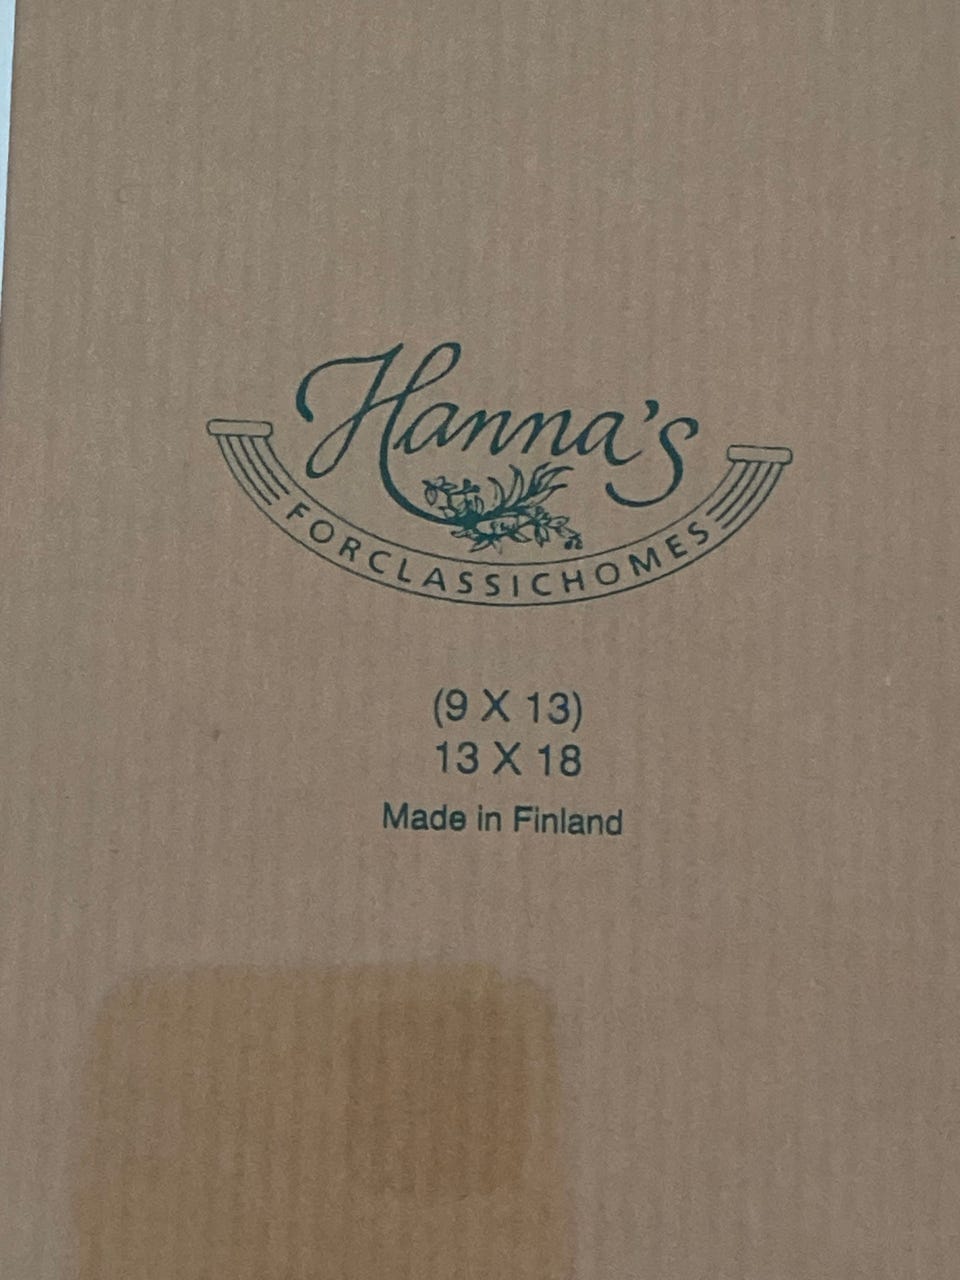 Hanna's
FORCLASSICHOMES
(9 X 13)
13 X 18
Made in Finland